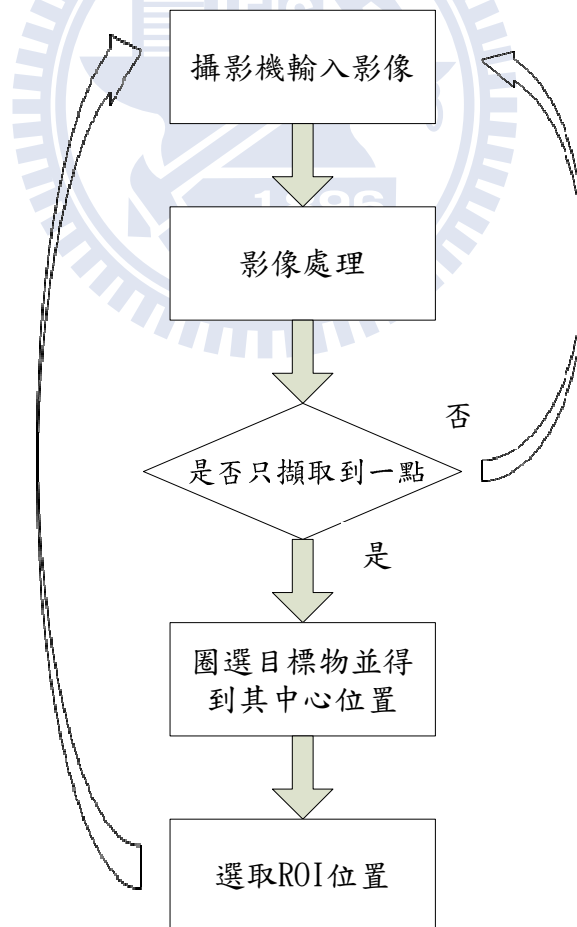 攝影機輸入影像
1896
影像處理
否
是否只擷取到一點
是
圈選目標物並得
到其中心位置
選取ROI位置